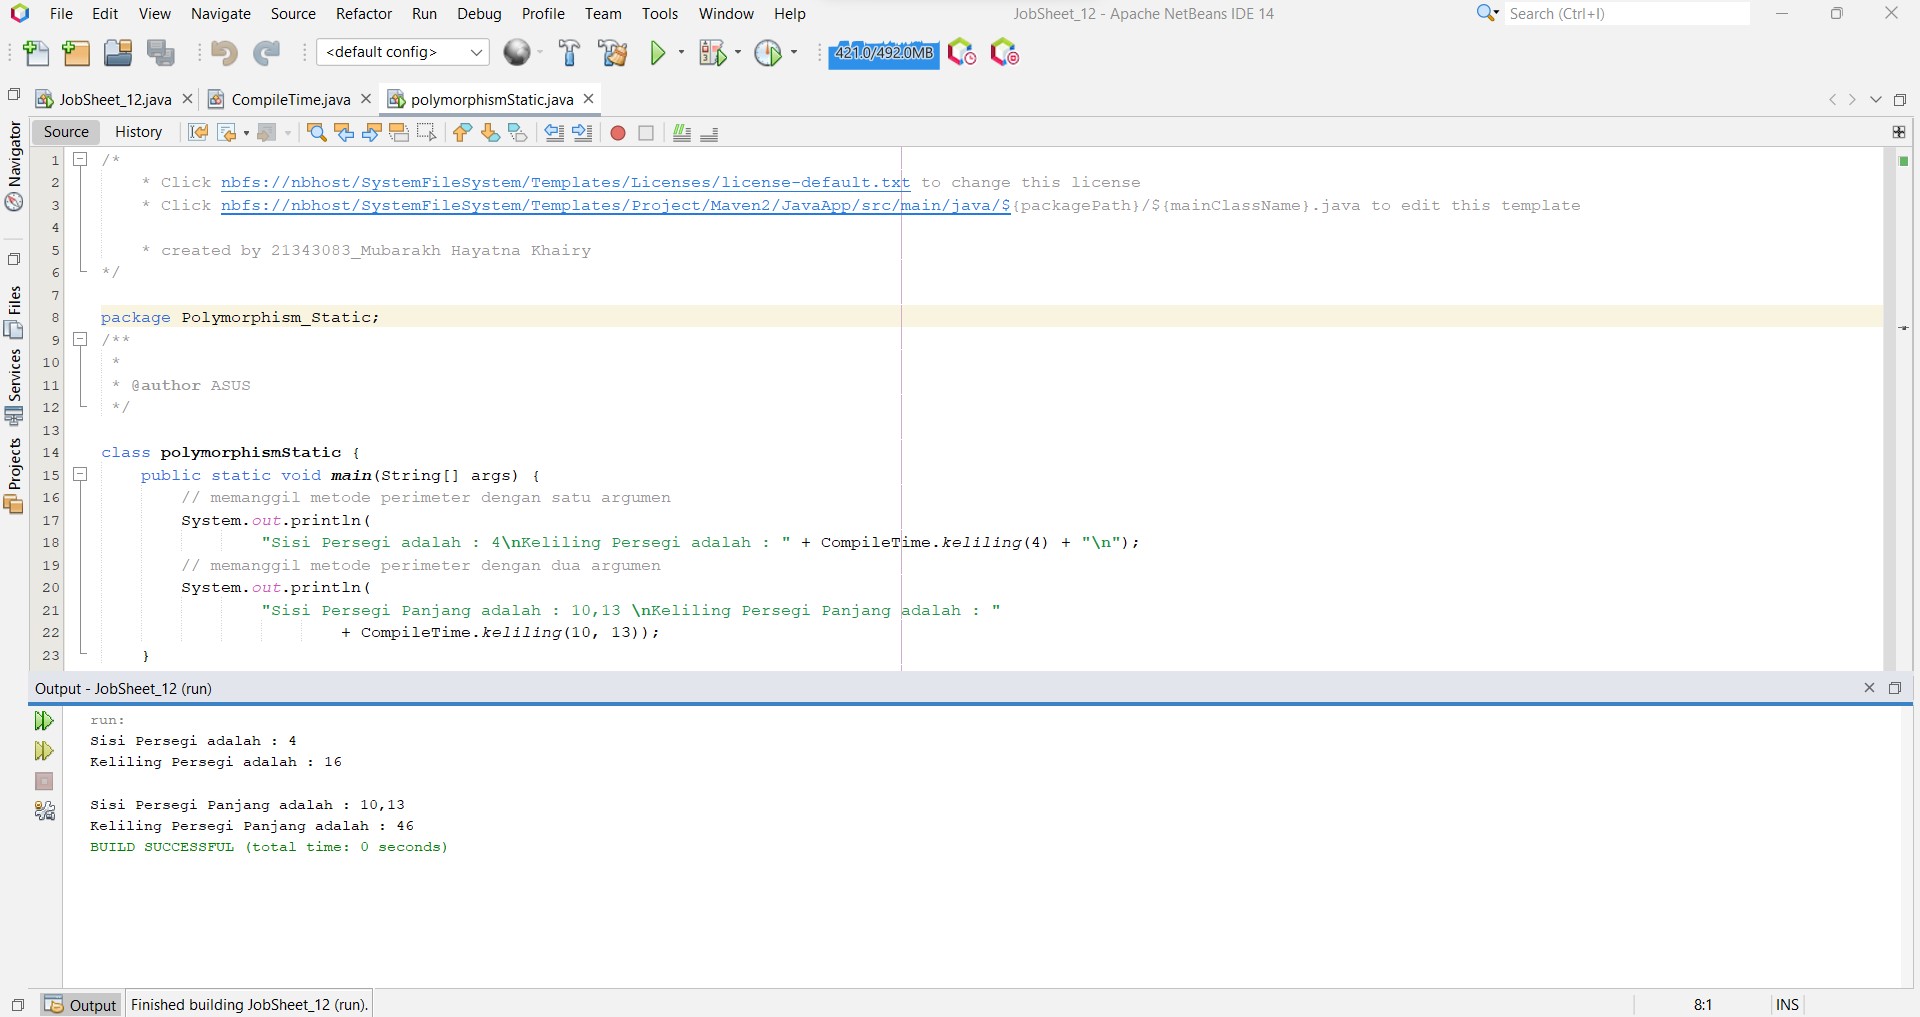 File Edit View Navigate Source Refactor Run Debug Profile Team Tools Window Help JobSheet_12 - Apache NetBeans IDE 14 Search (Ctrl+I)
<default config> 421.0/492.0MB
JobSheet_12.java CompileTime.java polymorphismStatic.java
Source History
Navigator
Files
Services
Projects
1 /*
2 * Click nbfs://nbhost/SystemFileSystem/Templates/Licenses/license-default.txt to change this license
3 * Click nbfs://nbhost/SystemFileSystem/Templates/Project/Maven2/JavaApp/src/main/java/${packagePath}/${mainClassName}.java to edit this template
4
5 * created by 21343083_Mubarakh Hayatna Khairy
6 */
7
8 package Polymorphism_Static;
9 /**
10 *
11 * @author ASUS
12 */
13
14 class polymorphismStatic {
15 public static void main(String[] args) {
16 // memanggil metode perimeter dengan satu argumen
17 System.out.println(
18 "Sisi Persegi adalah : 4\nKeliling Persegi adalah : " + CompileTime.keliling(4) + "\n");
19 // memanggil metode perimeter dengan dua argumen
20 System.out.println(
21 "Sisi Persegi Panjang adalah : 10,13 \nKeliling Persegi Panjang adalah : "
22 + CompileTime.keliling(10, 13));
23 }
Output - JobSheet_12 (run)
run:
Sisi Persegi adalah : 4
Keliling Persegi adalah : 16
Sisi Persegi Panjang adalah : 10,13
Keliling Persegi Panjang adalah : 46
BUILD SUCCESSFUL (total time: 0 seconds)
Output Finished building JobSheet_12 (run). 8:1 INS